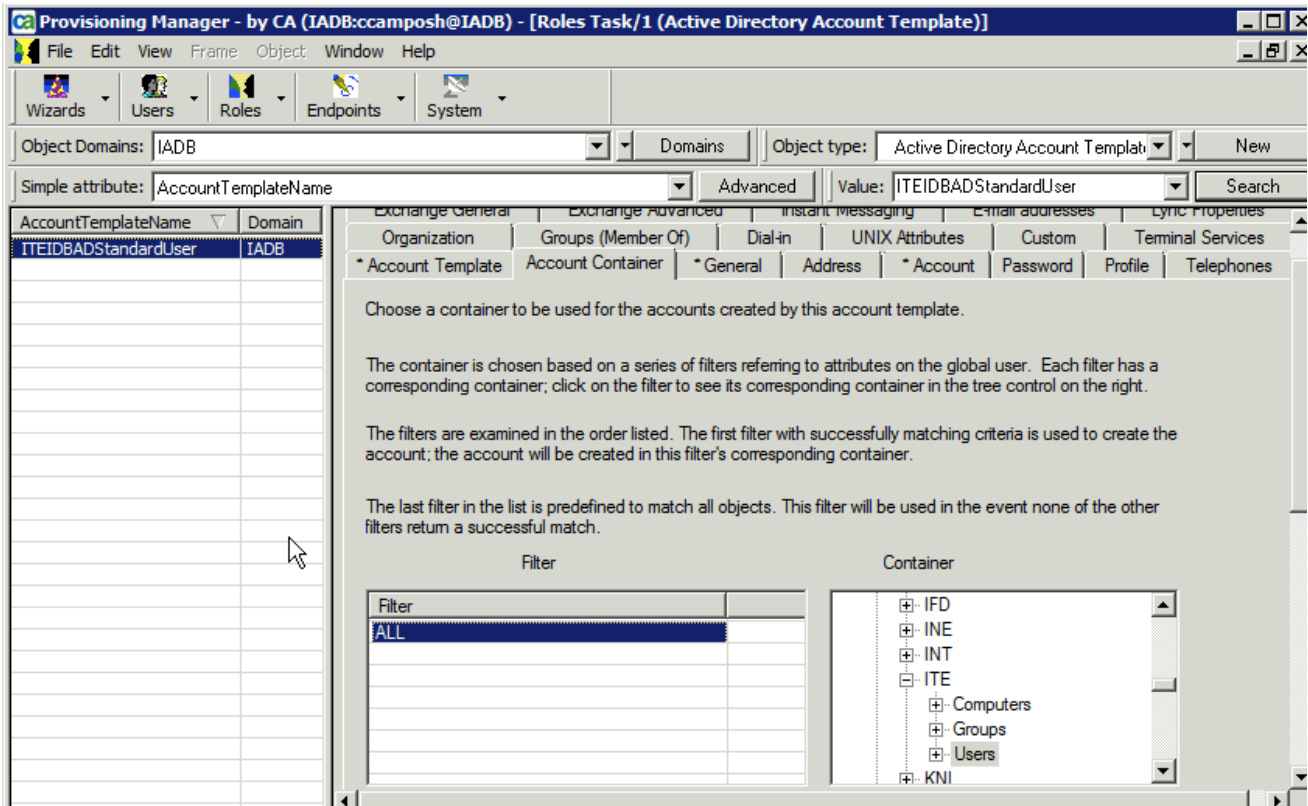 ca Provisioning Manager - by CA (IADB:ccamposh@IADB) - [Roles Task/1 (Active Directory Account Template)]
File Edit View Frame Object Window Help
Wizards Users Roles Endpoints System
Object Domains: IADB Domains Object type: Active Directory Account Templat New
Simple attribute: AccountTemplateName Advanced Value: ITEIDBADStandardUser Search
AccountTemplateName Domain
ITEIDBADStandardUser IADB
Exchange General Exchange Advanced Instant Messaging E-mail addresses Lync Properties
Organization Groups (Member Of) Dial-in UNIX Attributes Custom Terminal Services
* Account Template Account Container * General Address * Account Password Profile Telephones
Choose a container to be used for the accounts created by this account template.
The container is chosen based on a series of filters referring to attributes on the global user. Each filter has a
corresponding container; click on the filter to see its corresponding container in the tree control on the right.
The filters are examined in the order listed. The first filter with successfully matching criteria is used to create the
account; the account will be created in this filter's corresponding container.
The last filter in the list is predefined to match all objects. This filter will be used in the event none of the other
filters return a successful match.
Filter Container
Filter
ALL
IFD
INE
INT
ITE
Computers
Groups
Users
KNL